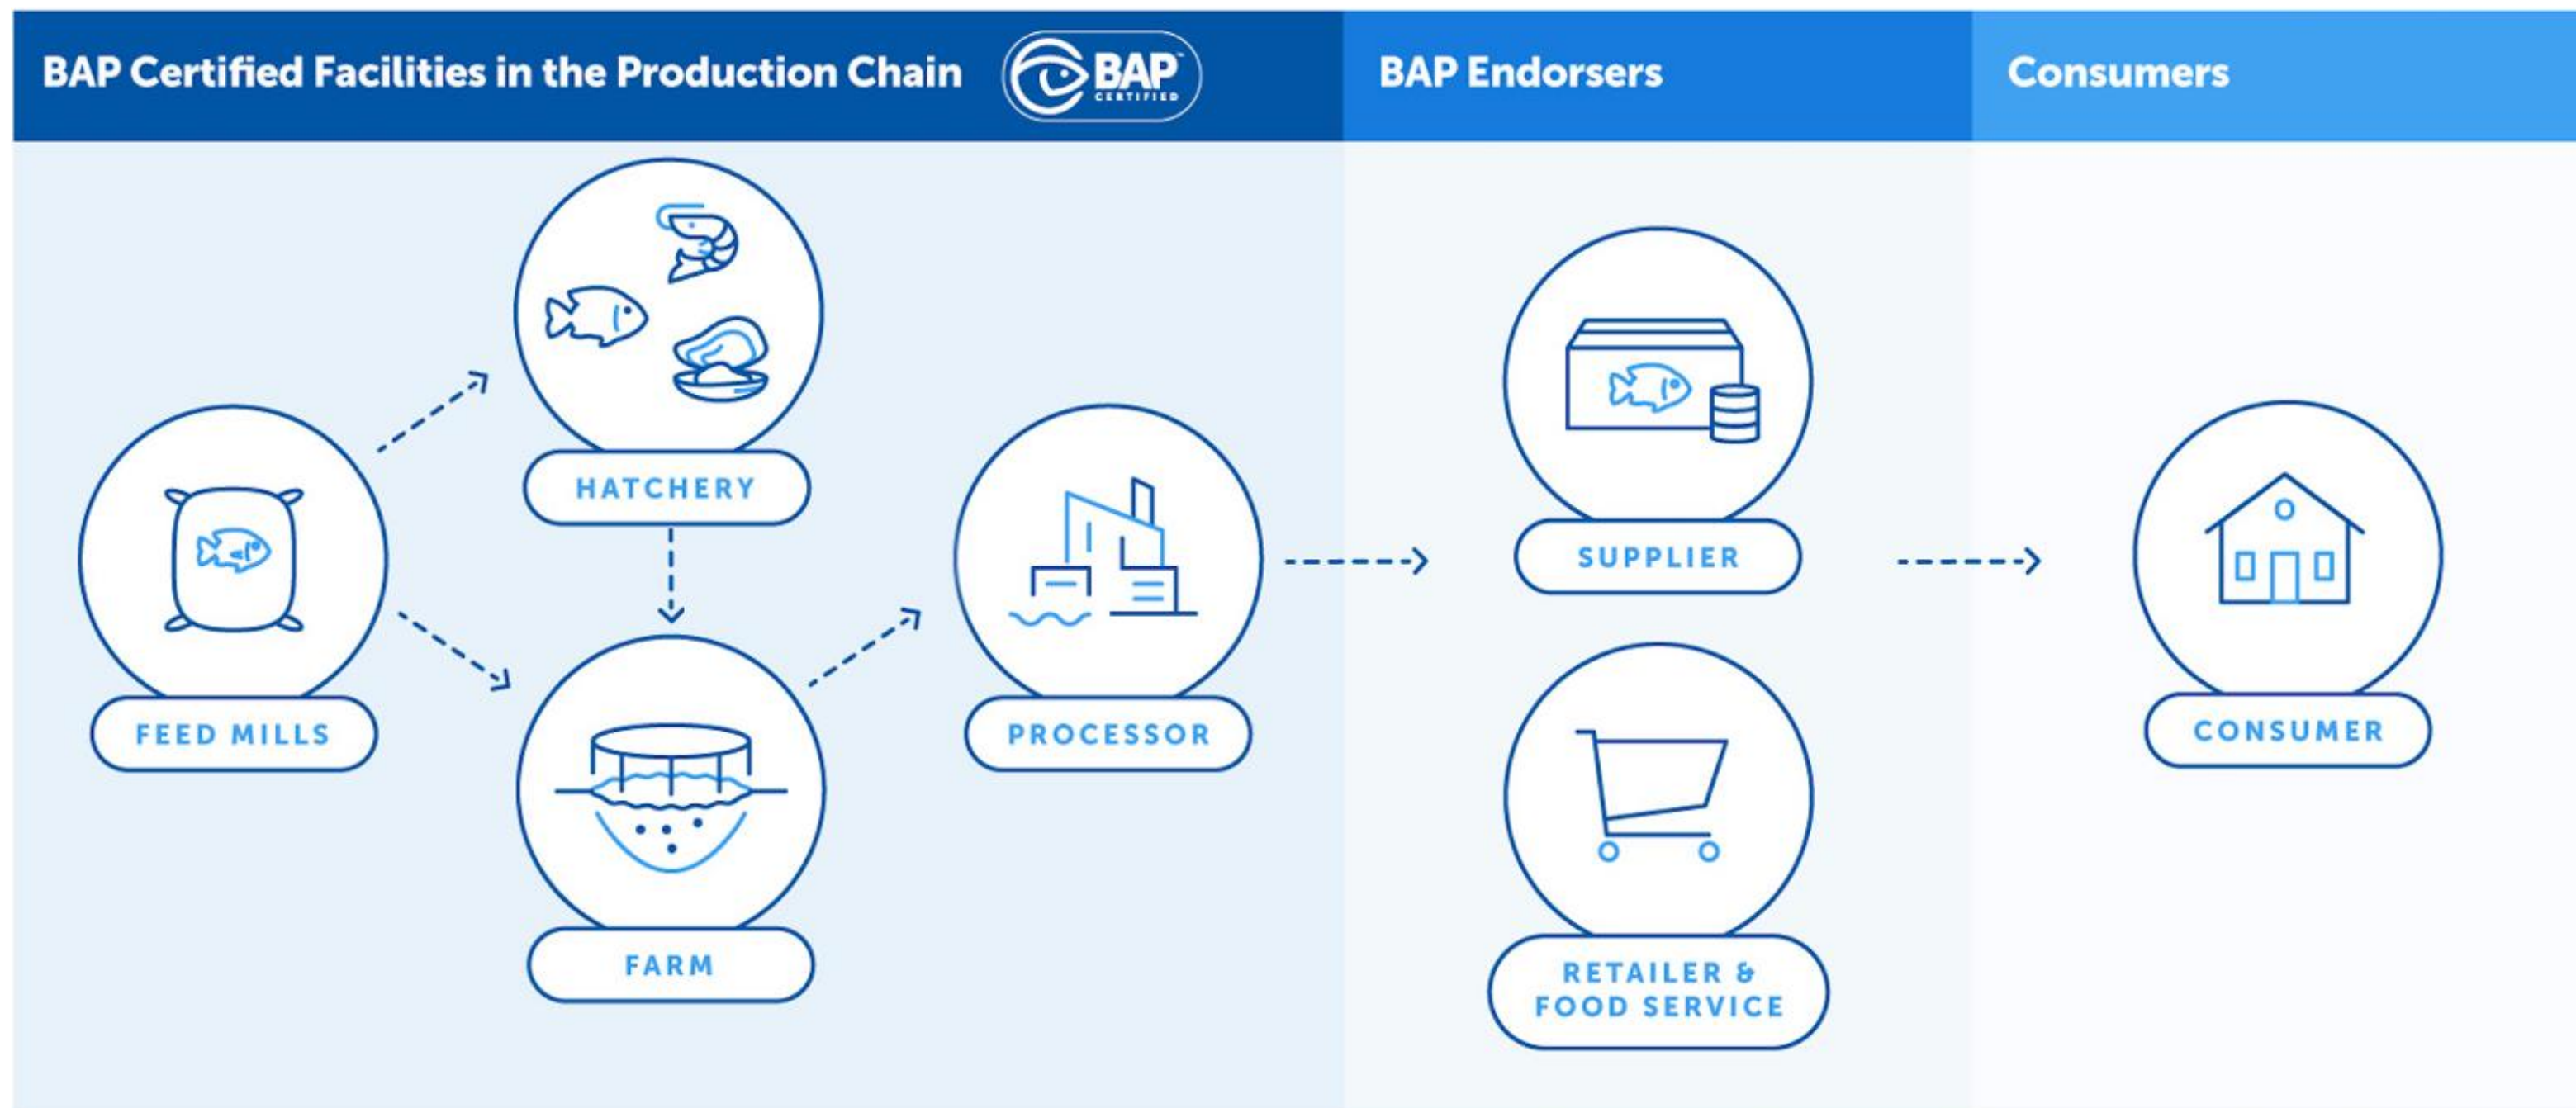 BAP Certified Facilities in the Production Chain
BAP™
CERTIFIED
BAP Endorsers
Consumers
HATCHERY
FEED MILLS
FARM
PROCESSOR
SUPPLIER
RETAILER &
FOOD SERVICE
CONSUMER